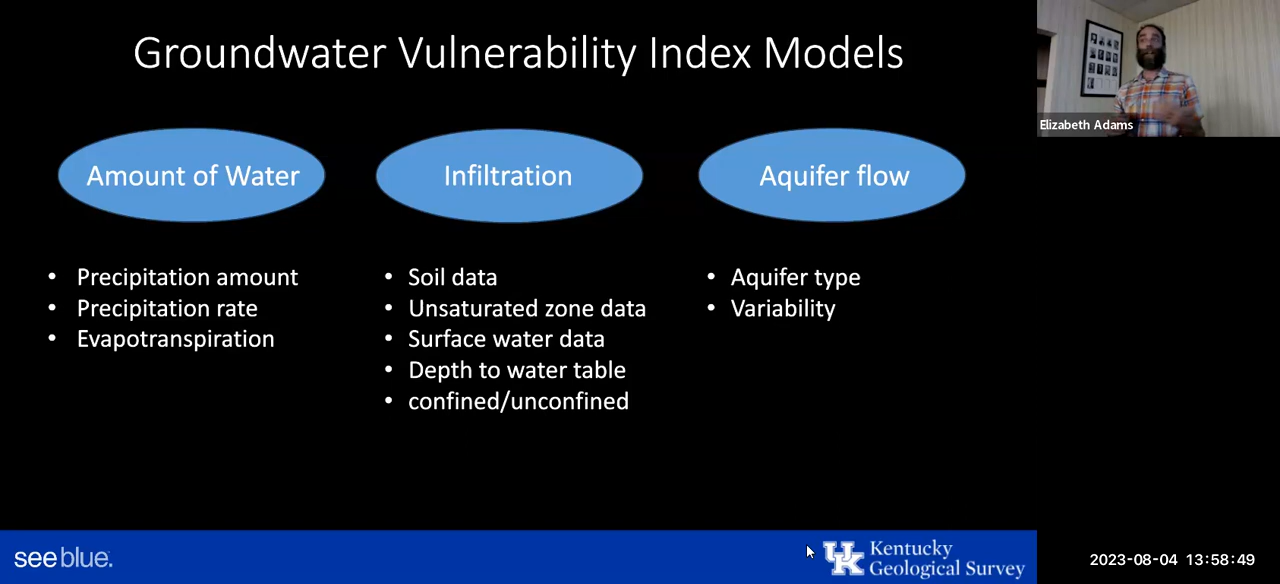 Groundwater Vulnerability Index Models
Elizabeth Adams
Amount of Water
Infiltration
Aquifer flow
• Precipitation amount
• Precipitation rate
• Evapotranspiration
• Soil data
• Unsaturated zone data
• Surface water data
• Depth to water table
• confined/unconfined
• Aquifer type
• Variability
seeblue.
UK
Kentucky
Geological Survey
2023-08-04 13:58:49